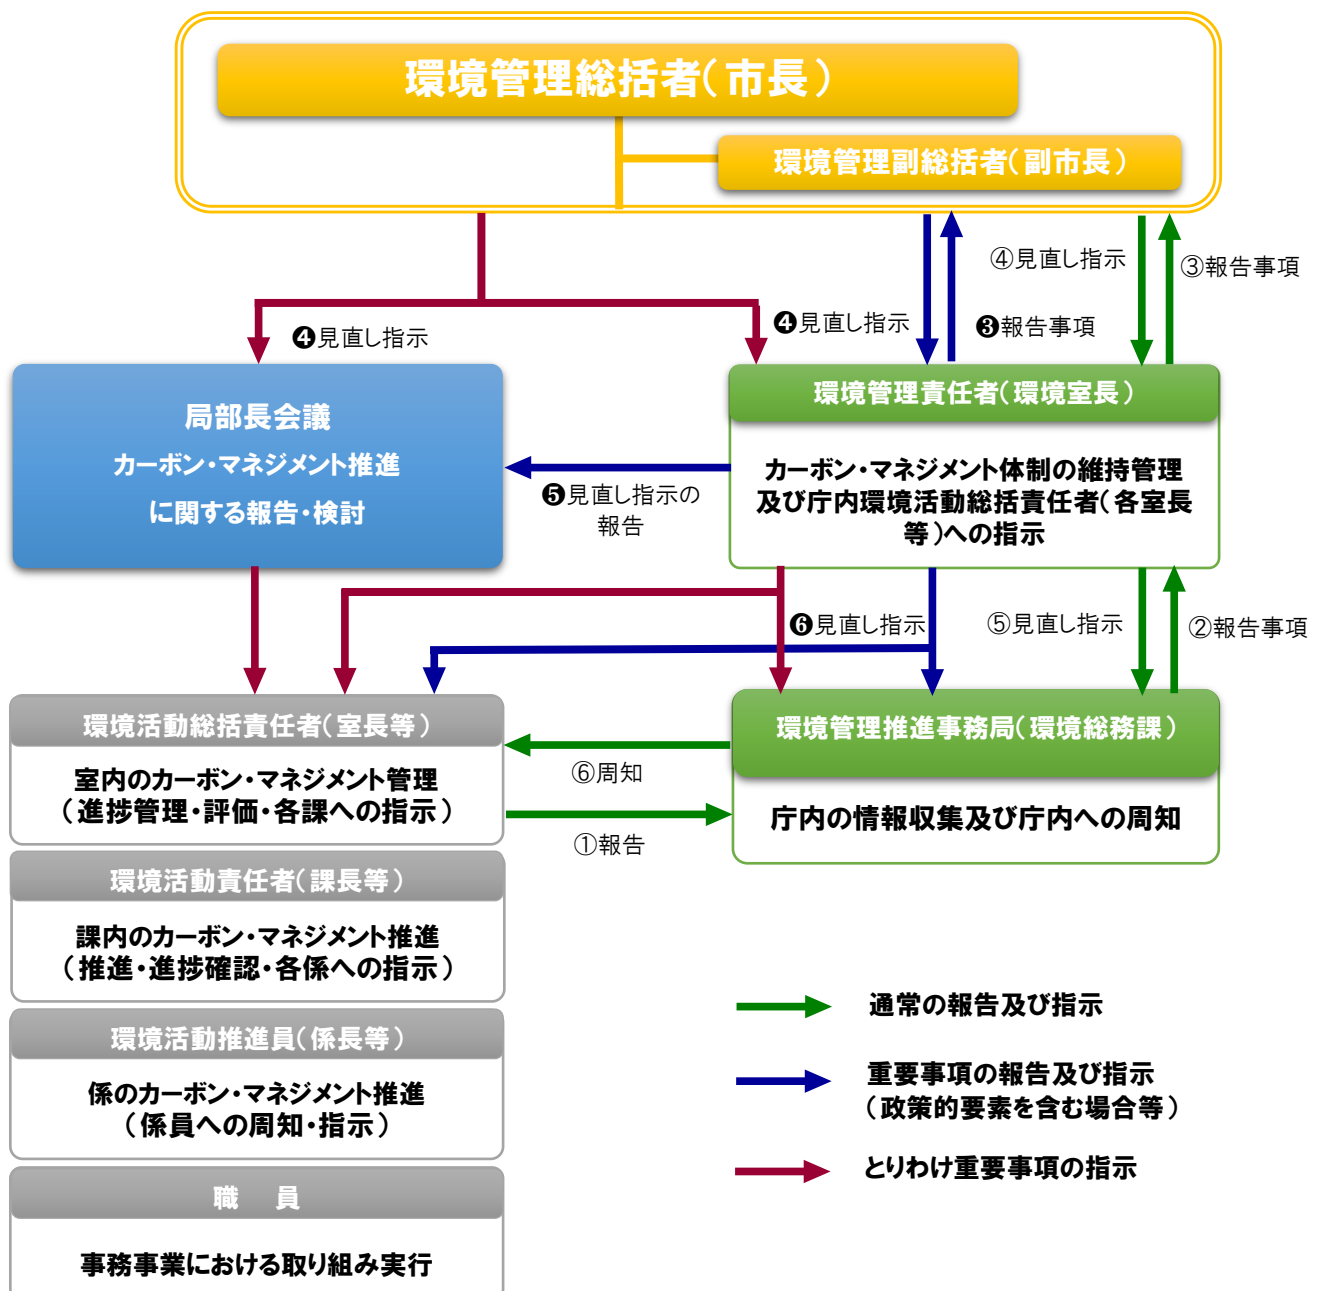 環境管理総括者(市長)
環境管理副総括者(副市長)
④見直し指示
③報告事項
❹見直し指示
❹見直し指示
❸報告事項
局部長会議
カーボン・マネジメント推進
に関する報告・検討
環境管理責任者(環境室長)
カーボン・マネジメント体制の維持管理
及び庁内環境活動総括責任者(各室長
等)への指示
❺見直し指示の
報告
❻見直し指示
⑤見直し指示
②報告事項
環境活動総括責任者(室長等)
室内のカーボン・マネジメント管理
(進捗管理・評価・各課への指示)
環境管理推進事務局(環境総務課)
庁内の情報収集及び庁内への周知
⑥周知
①報告
環境活動責任者(課長等)
課内のカーボン・マネジメント推進
(推進・進捗確認・各係への指示)
環境活動推進員(係長等)
係のカーボン・マネジメント推進
(係員への周知・指示)
職 員
事務事業における取り組み実行
通常の報告及び指示
重要事項の報告及び指示
(政策的要素を含む場合等)
とりわけ重要事項の指示